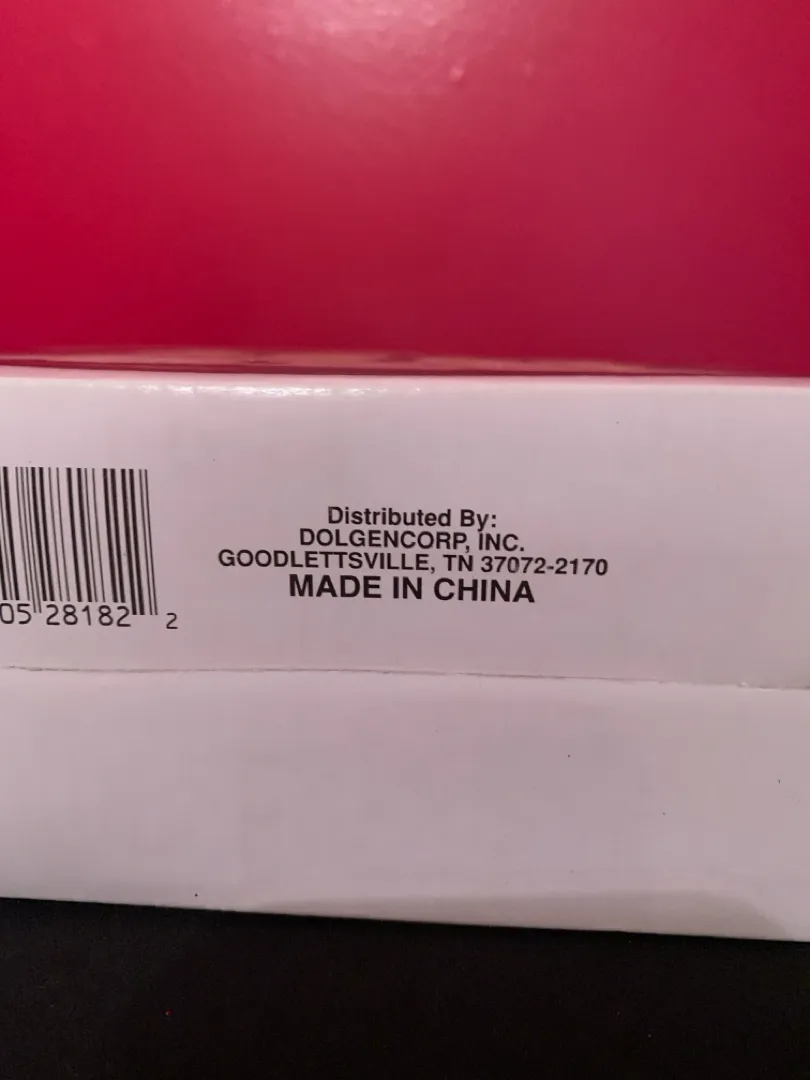 Distributed By:
DOLGENCORP, INC.
GOODLETTSVILLE, TN 37072-2170
MADE IN CHINA
05 28182 2